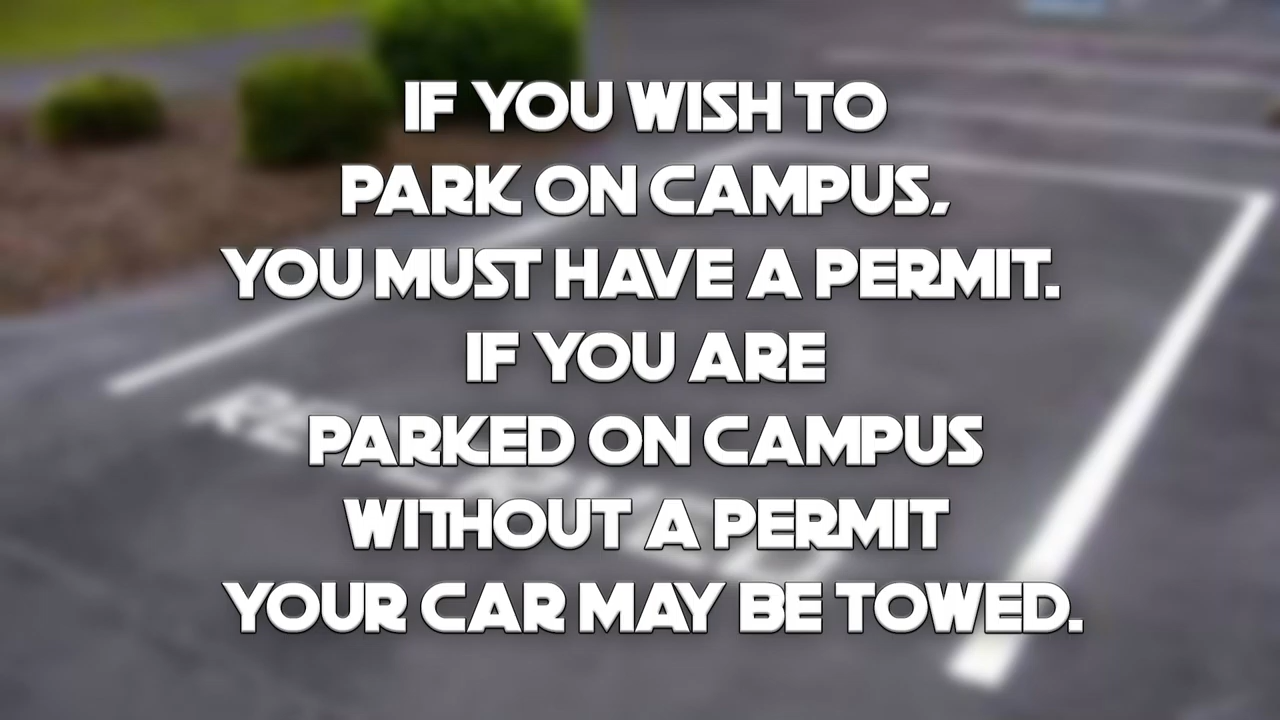 IF YOU WISH TO
PARK ON CAMPUS,
YOU MUST HAVE A PERMIT.
IF YOU ARE
PARKED ON CAMPUS
WITHOUT A PERMIT
YOUR CAR MAY BE TOWED.
RESERVED